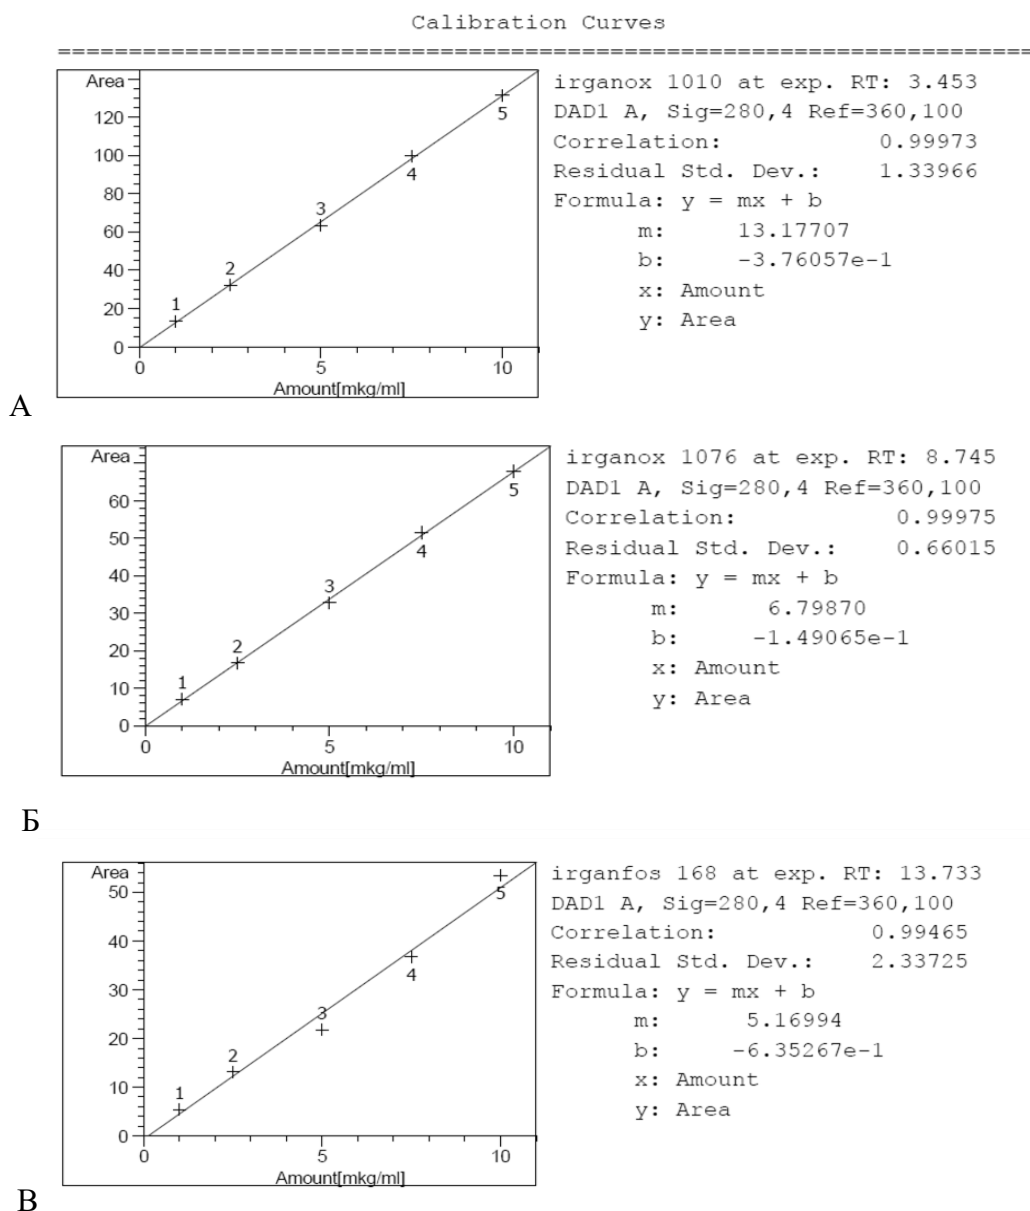 Calibration Curves
==========================================================================
Area
120
100
80
60
40
20
0
0
5
10
1
2
3
4
5
Amount[mkg/ml]
irganox 1010 at exp. RT: 3.453
DAD1 A, Sig=280,4 Ref=360,100
Correlation: 0.99973
Residual Std. Dev.: 1.33966
Formula: y = mx + b
m: 13.17707
b: -3.76057e-1
x: Amount
y: Area
А
Area
60
50
40
30
20
10
0
0
5
10
1
2
3
4
5
Amount[mkg/ml]
irganox 1076 at exp. RT: 8.745
DAD1 A, Sig=280,4 Ref=360,100
Correlation: 0.99975
Residual Std. Dev.: 0.66015
Formula: y = mx + b
m: 6.79870
b: -1.49065e-1
x: Amount
y: Area
Б
Area
50
40
30
20
10
0
0
5
10
1
2
3
4
5
Amount[mkg/ml]
irganfos 168 at exp. RT: 13.733
DAD1 A, Sig=280,4 Ref=360,100
Correlation: 0.99465
Residual Std. Dev.: 2.33725
Formula: y = mx + b
m: 5.16994
b: -6.35267e-1
x: Amount
y: Area
В